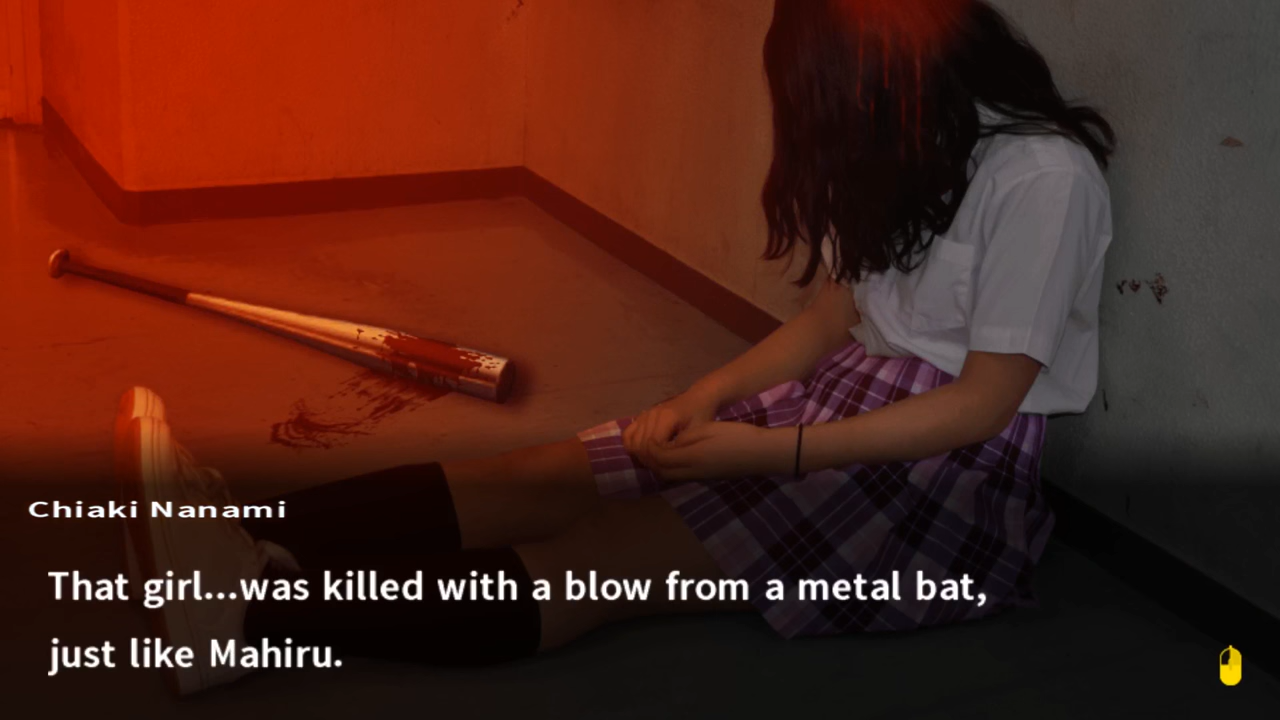 Chiaki Nanami
That girl...was killed with a blow from a metal bat,
just like Mahiru.